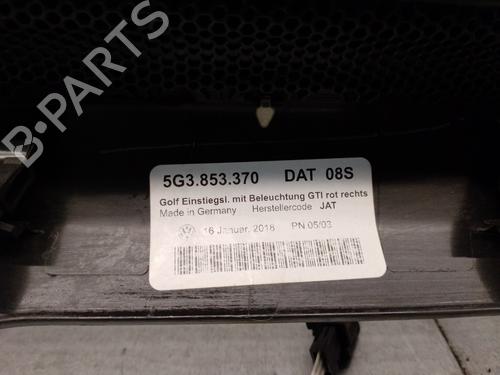 5G3.853.370 DAT 08S
Golf Einstiegsl. mit Beleuchtung GTI rot rechts
Made in Germany Herstellercode JAT
16 Januar. 2018 PN 05/03
B-PARTS